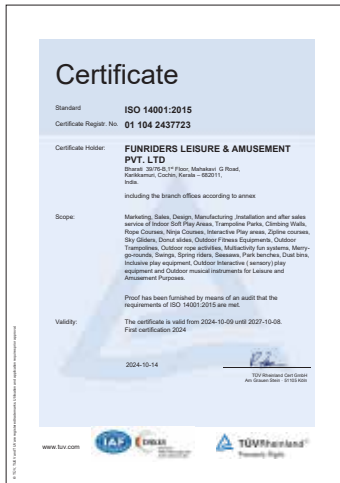 Certificate
Standard ISO 14001:2015
Certificate Registr. No. 01 104 2437723
Certificate Holder: FUNRIDERS LEISURE & AMUSEMENT
PVT. LTD
Bharati 39/76-B,1st Floor, Mahakavi G Road,
Karikkamuri, Cochin, Kerala – 682011,
India.
including the branch offices according to annex
Scope: Marketing, Sales, Design, Manufacturing ,Installation and after sales
service of Indoor Soft Play Areas, Trampoline Parks, Climbing Walls,
Rope Courses, Ninja Courses, Interactive Play areas, Zipline courses,
Sky Gliders, Donut slides, Outdoor Fitness Equipments, Outdoor
Trampolines, Outdoor rope activities, Multiactivity fun systems, Merry-
go-rounds, Swings, Spring riders, Seesaws, Park benches, Dust bins,
Inclusive play equipment, Outdoor Interactive ( sensory) play
equipment and Outdoor musical instruments for Leisure and
Amusement Purposes.
Proof has been furnished by means of an audit that the
requirements of ISO 14001:2015 are met.
Validity: The certificate is valid from 2024-10-09 until 2027-10-08.
First certification 2024
2024-10-14
TÜV Rheinland Cert GmbH
Am Grauen Stein · 51105 Köln
www.tuv.com
IAF
DAkkS
TÜVRheinland®
Precisely Right.